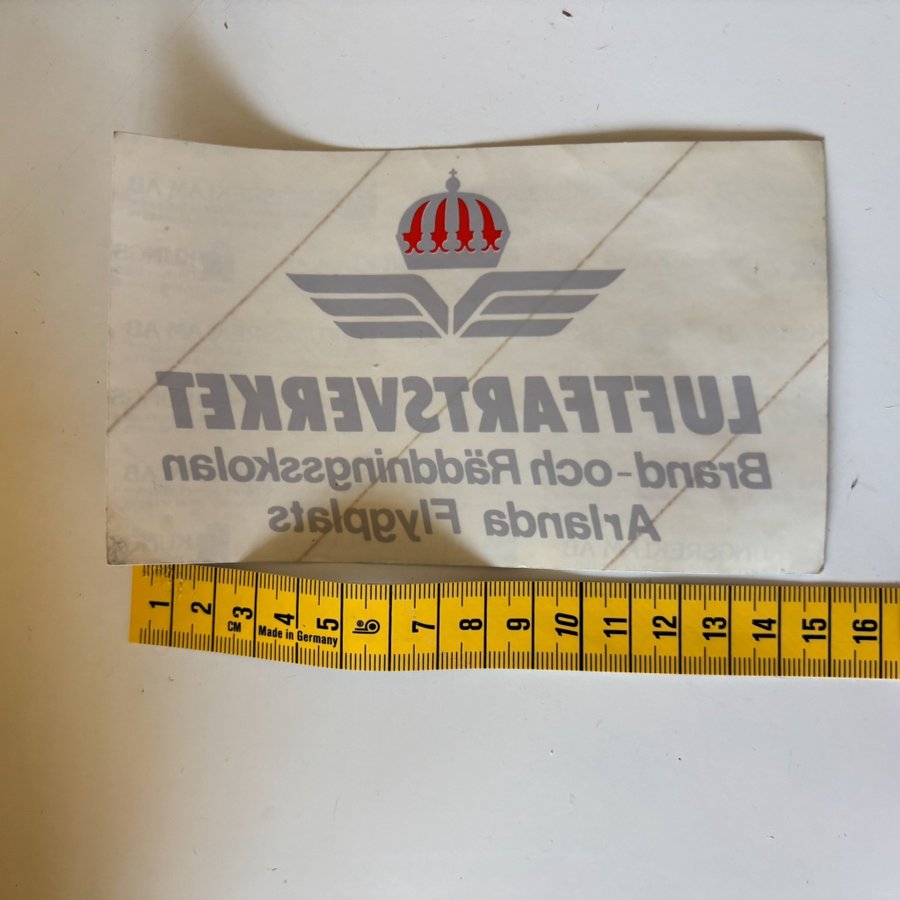 LUFTFARTSVERKET
Brand- och Räddningsskolan
Arlanda Flygplats
1 2 3 4 5 7 8 9 10 11 12 13 14 15 16
CM Made in Germany